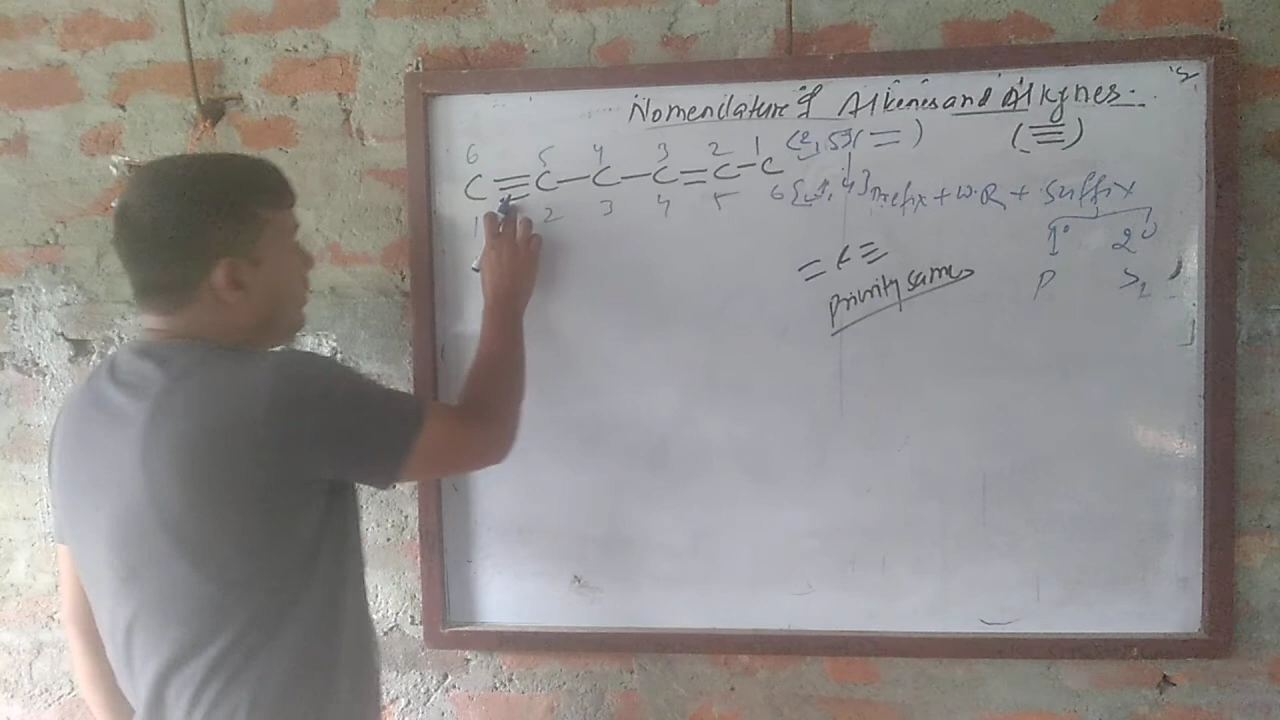 Nomenclature of Alkenes and Alkynes.
(2,5) (=) (≡)
6 5 4 3 2 1
C≡C-C-C=C-C
1 2 3 4 5 6 {1,4} Prefix + W.R + Suffix
1° 2°
= < ≡
P S
Priority same